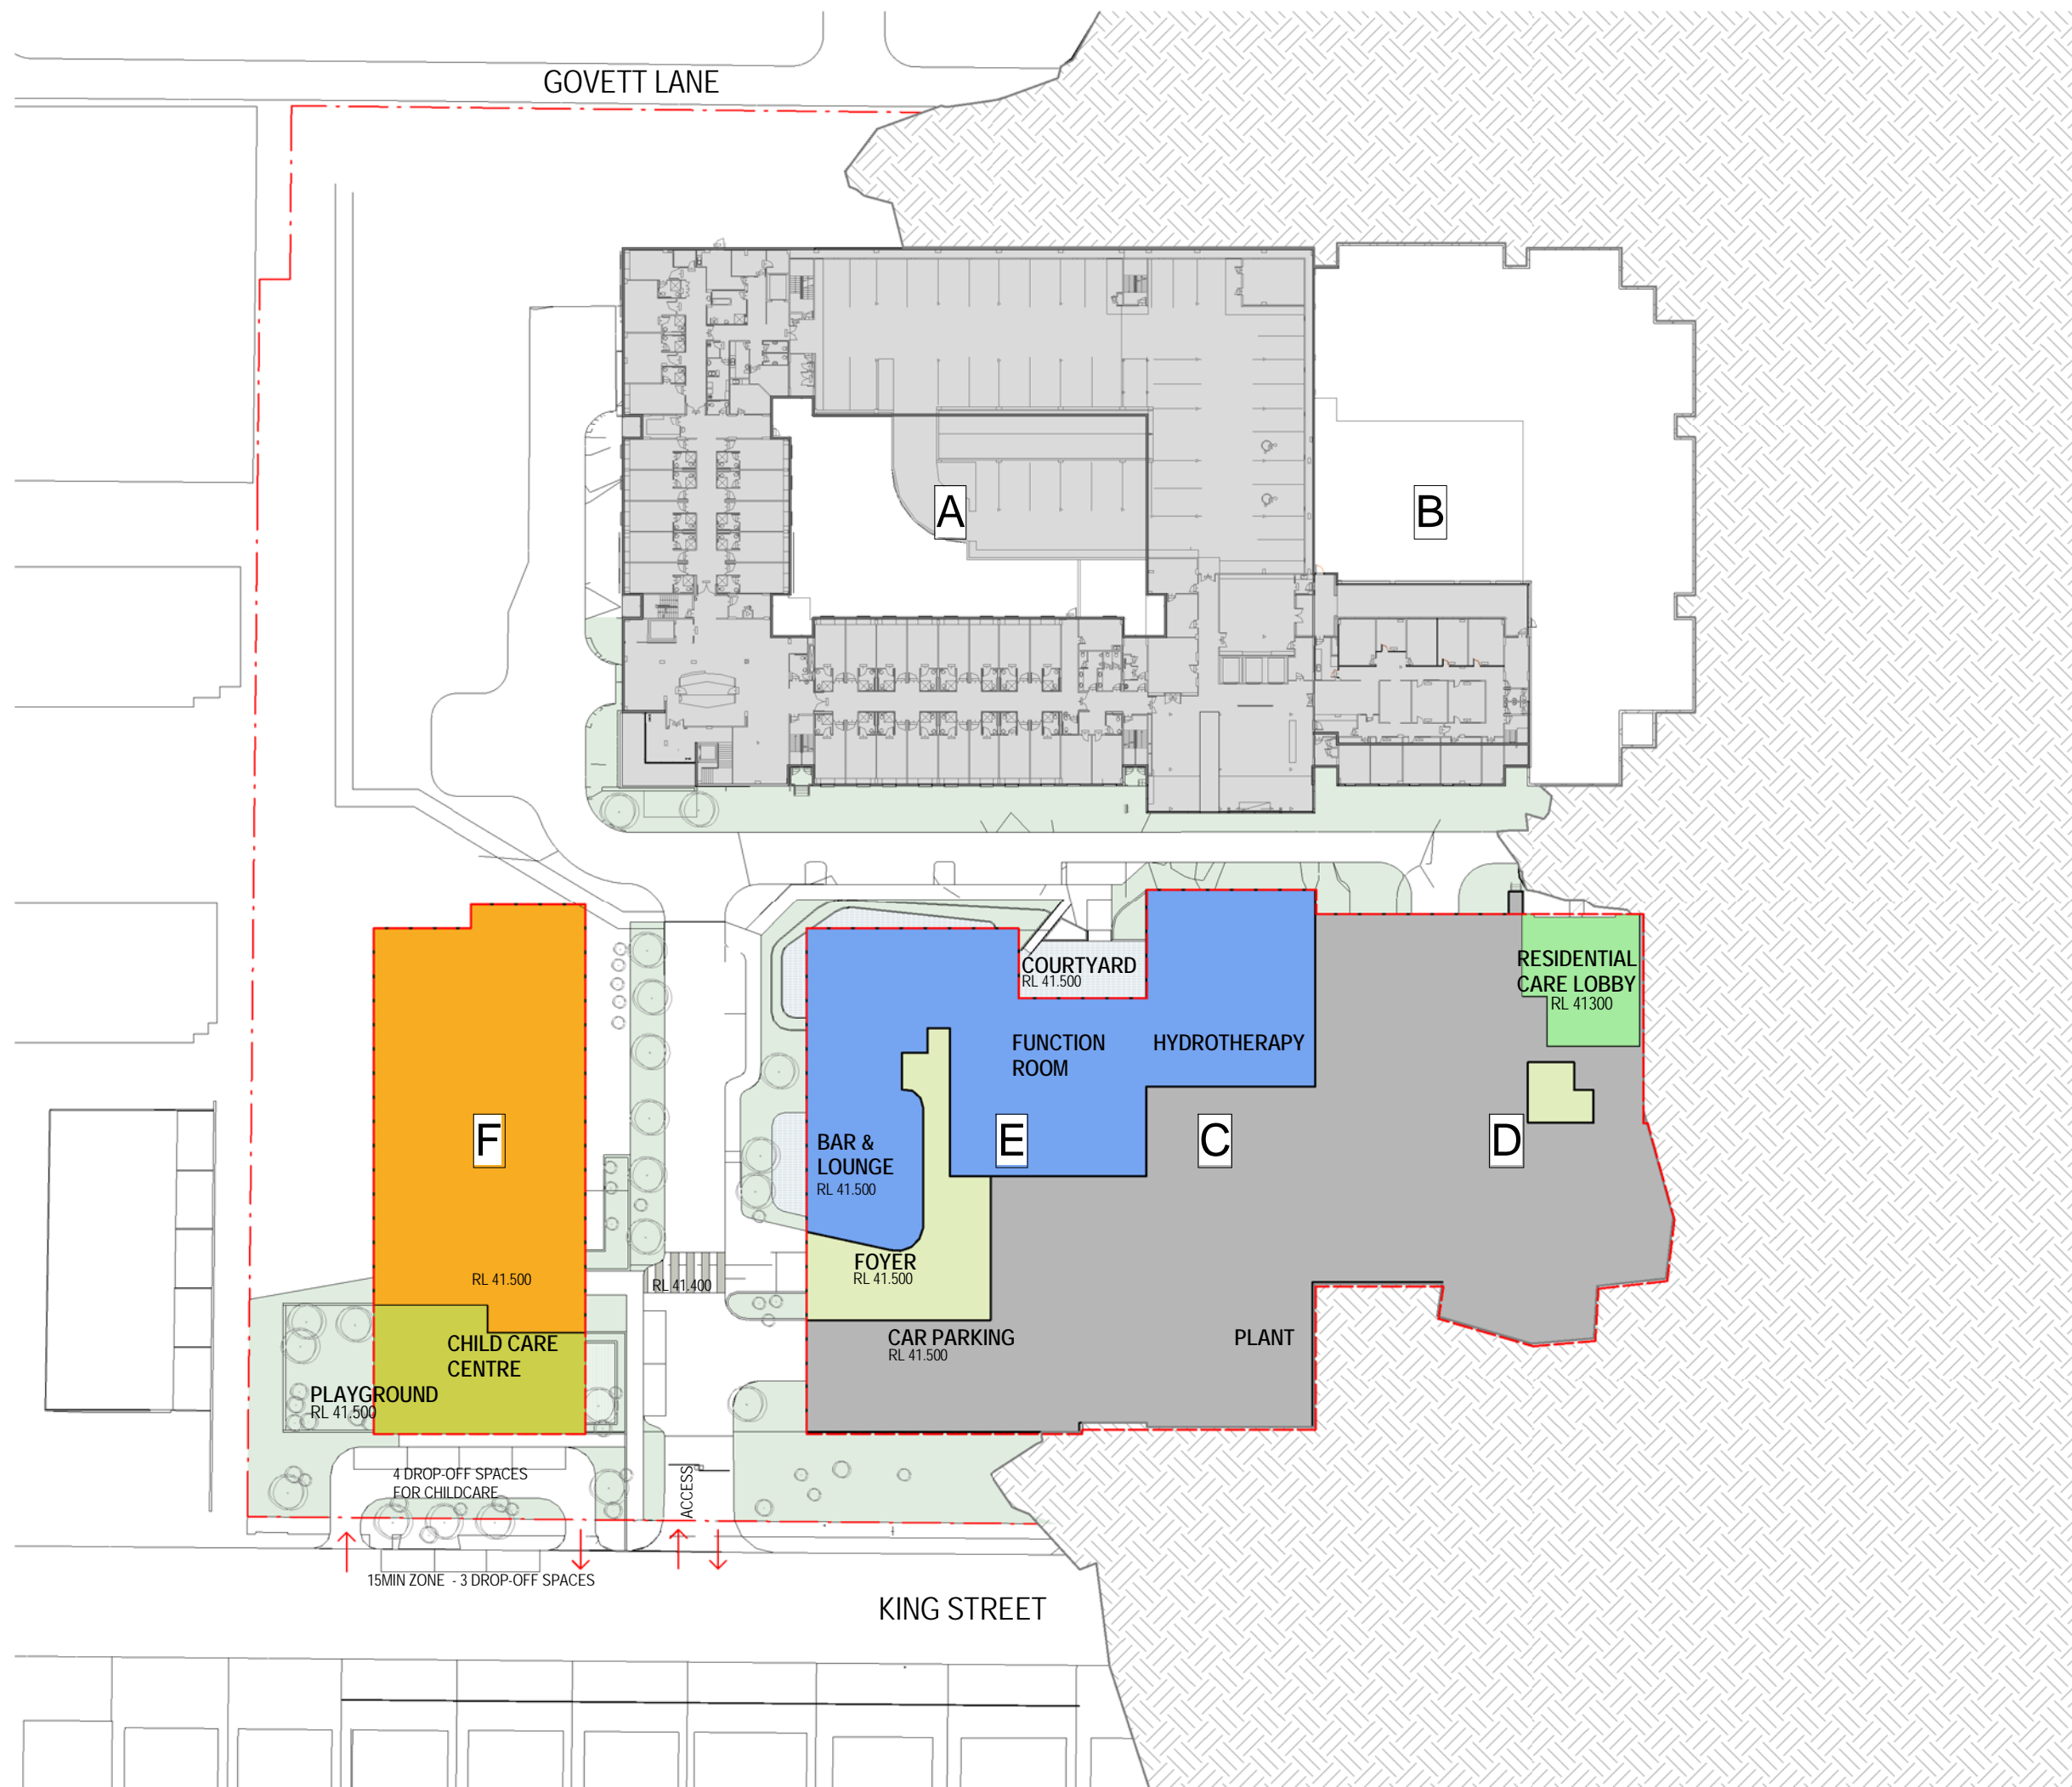 GOVETT LANE
A
B
COURTYARD
RL 41.500
RESIDENTIAL
CARE LOBBY
RL 41300
FUNCTION
ROOM
HYDROTHERAPY
F
BAR &
LOUNGE
RL 41.500
E
C
D
RL 41.500
RL 41.400
FOYER
RL 41.500
CHILD CARE
CENTRE
CAR PARKING
RL 41.500
PLANT
PLAYGROUND
RL 41.500
4 DROP-OFF SPACES
FOR CHILDCARE
ACCESS
15MIN ZONE - 3 DROP-OFF SPACES
KING STREET